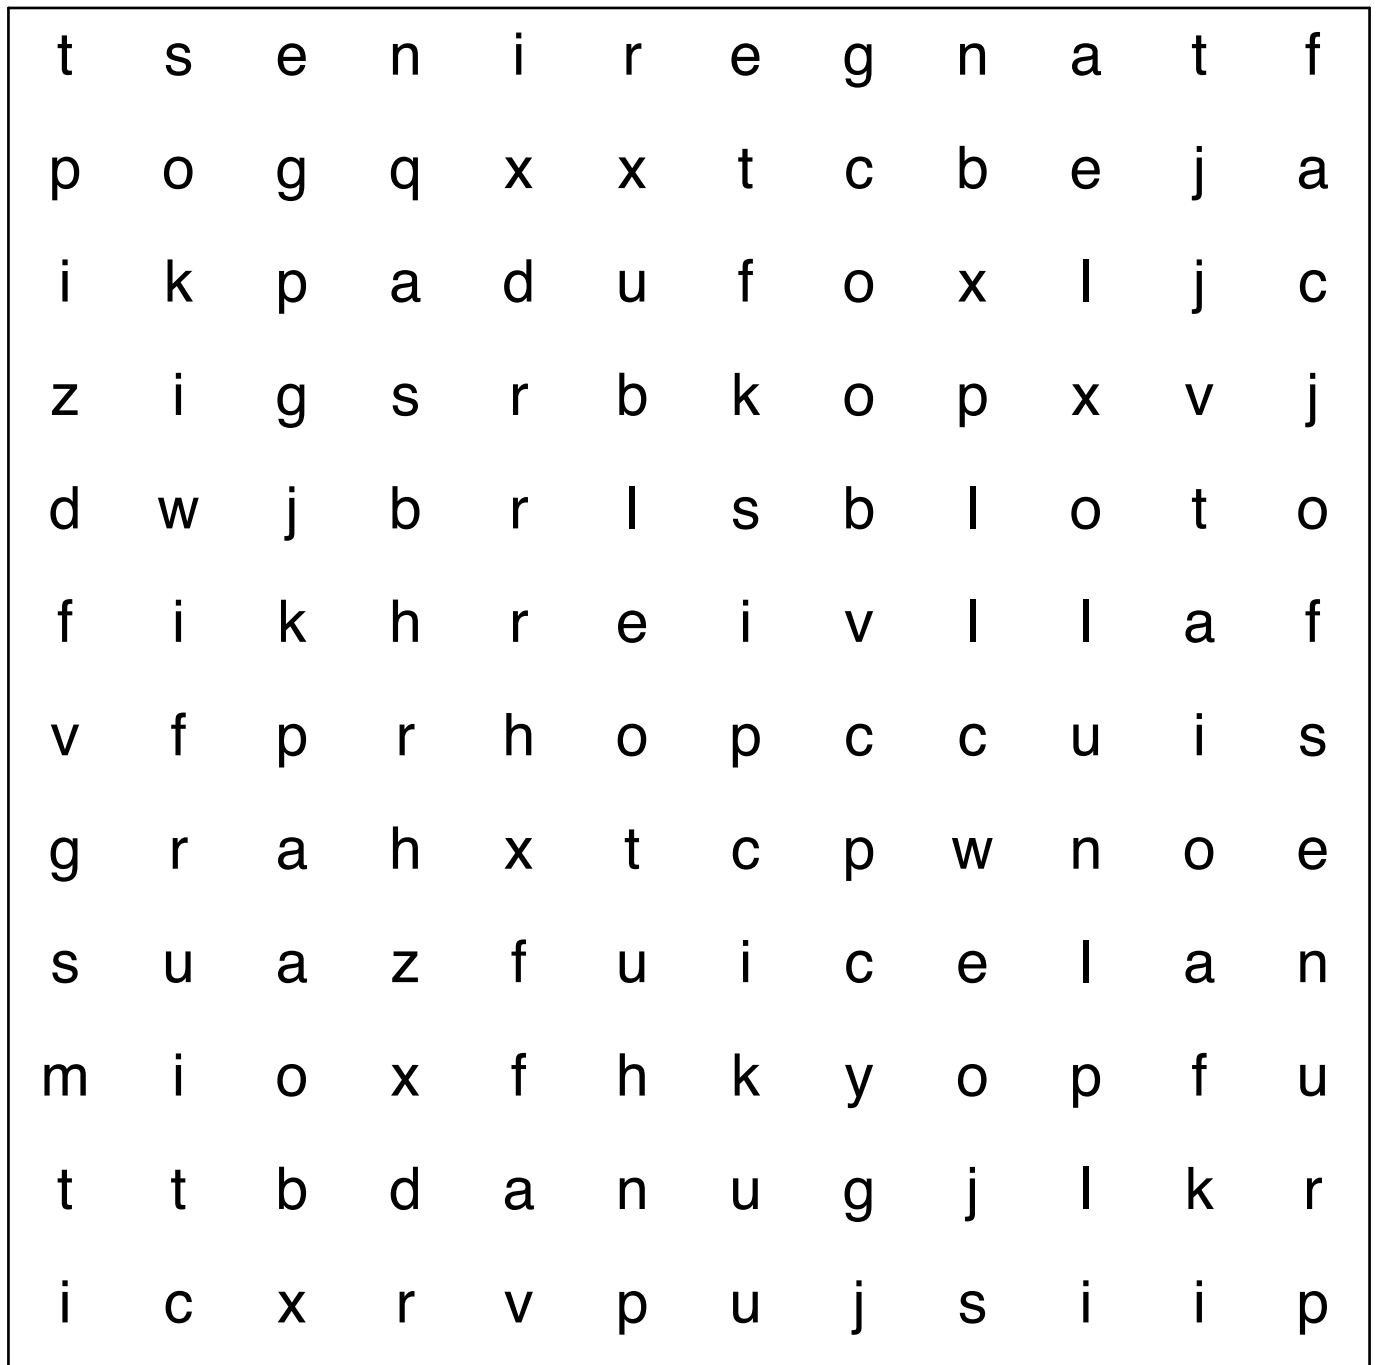 t s e n i r e g n a t f
p o g q x x t c b e j a
i k p a d u f o x l j c
z i g s r b k o p x v j
d w j b r l s b l o t o
f i k h r e i v l l a f
v f p r h o p c c u i s
g r a h x t c p w n o e
s u a z f u i c e l a n
m i o x f h k y o p f u
t t b d a n u g j l k r
i c x r v p u j s i i p